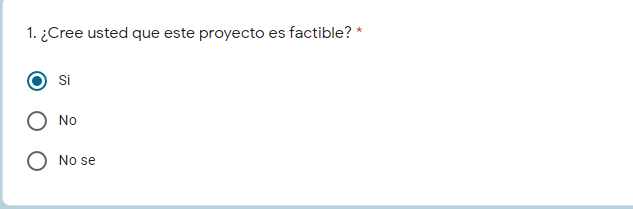 1. ¿Cree usted que este proyecto es factible? *
Si
No
No se